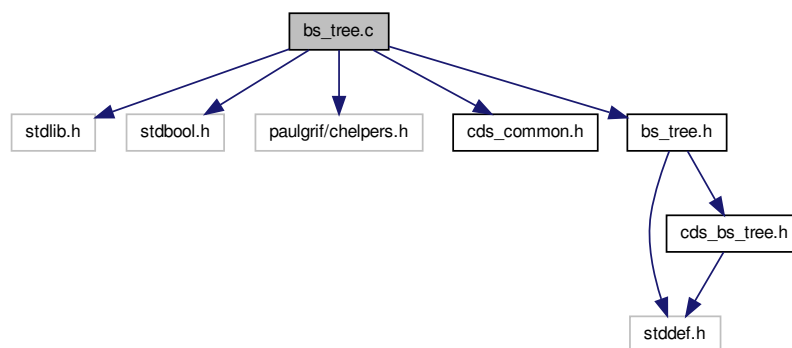 bs_tree.c
stdlib.h
stdbool.h
paulgrif/chelpers.h
cds_common.h
bs_tree.h
cds_bs_tree.h
stddef.h